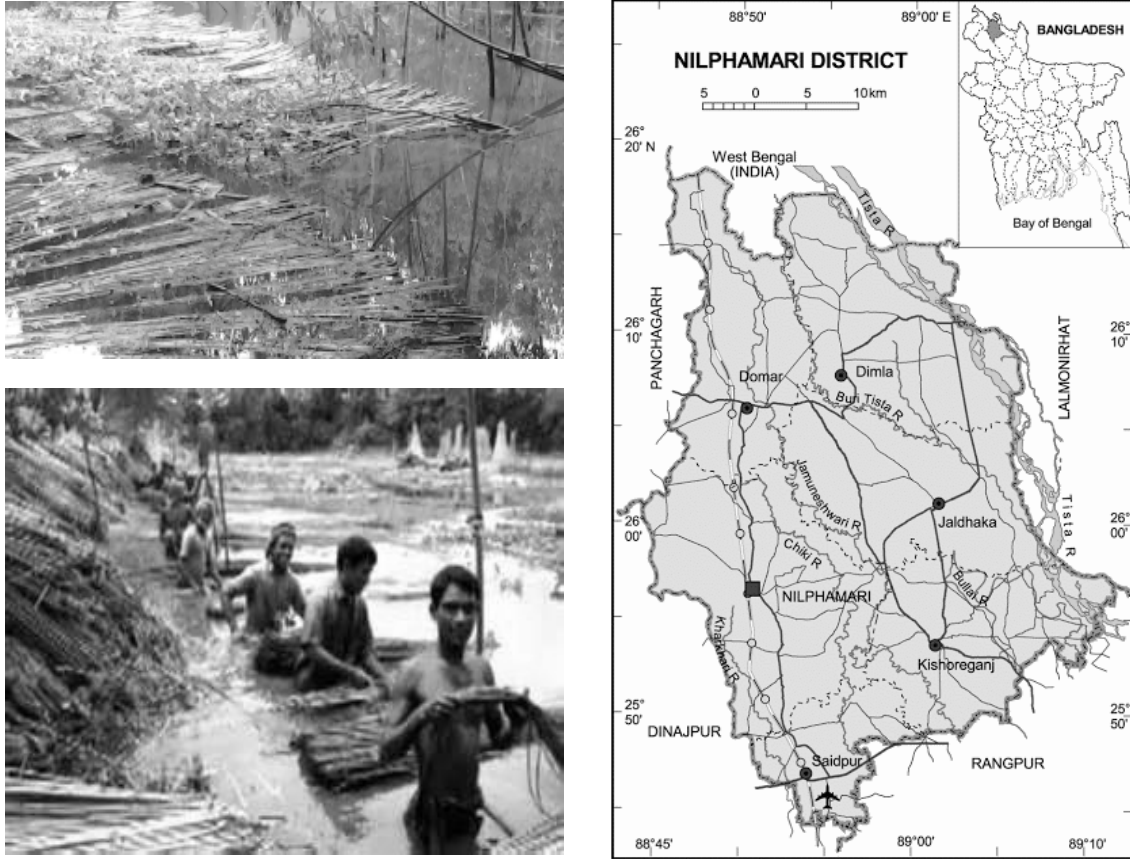 88°50'
89°00' E
BANGLADESH
NILPHAMARI DISTRICT
5 0 5 10km
26°
20' N
West Bengal
(INDIA)
Tista R
Bay of Bengal
26°
10'
26°
10'
PANCHAGARH
LALMONIRHAT
Domar
Dimla
Buri Tista R
Jamuneshwari R
Jaldhaka
26°
00'
26°
00'
Tista R
Chiki R
Bullai R
NILPHAMARI
Kharkhari R
Kishoreganj
25°
50'
25°
50'
DINAJPUR
Saidpur
RANGPUR
88°45'
89°00'
89°10'